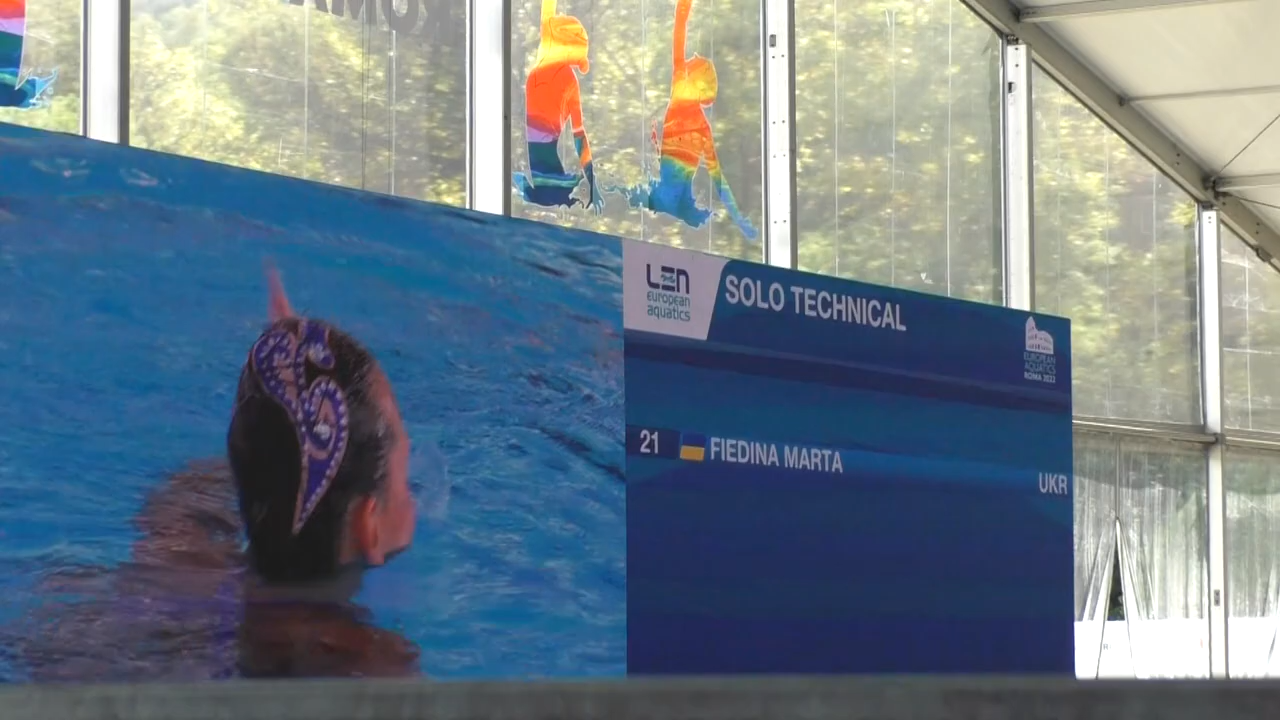 LEN
european
aquatics
SOLO TECHNICAL
EUROPEAN
AQUATICS
ROMA 2022
21 FIEDINA MARTA
UKR